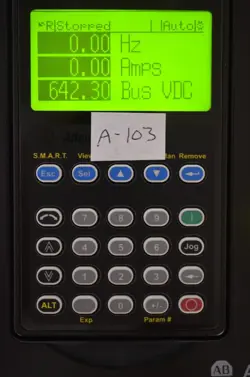 Stopped Auto
0.00 Hz
0.00 Amps
642.30 Bus VDC
A-103
S.M.A.R.T. View Remove
Esc Sel
7 8 9 I
4 5 6 Jog
1 2 3
ALT 0 . +/-
Exp. Param #
AB